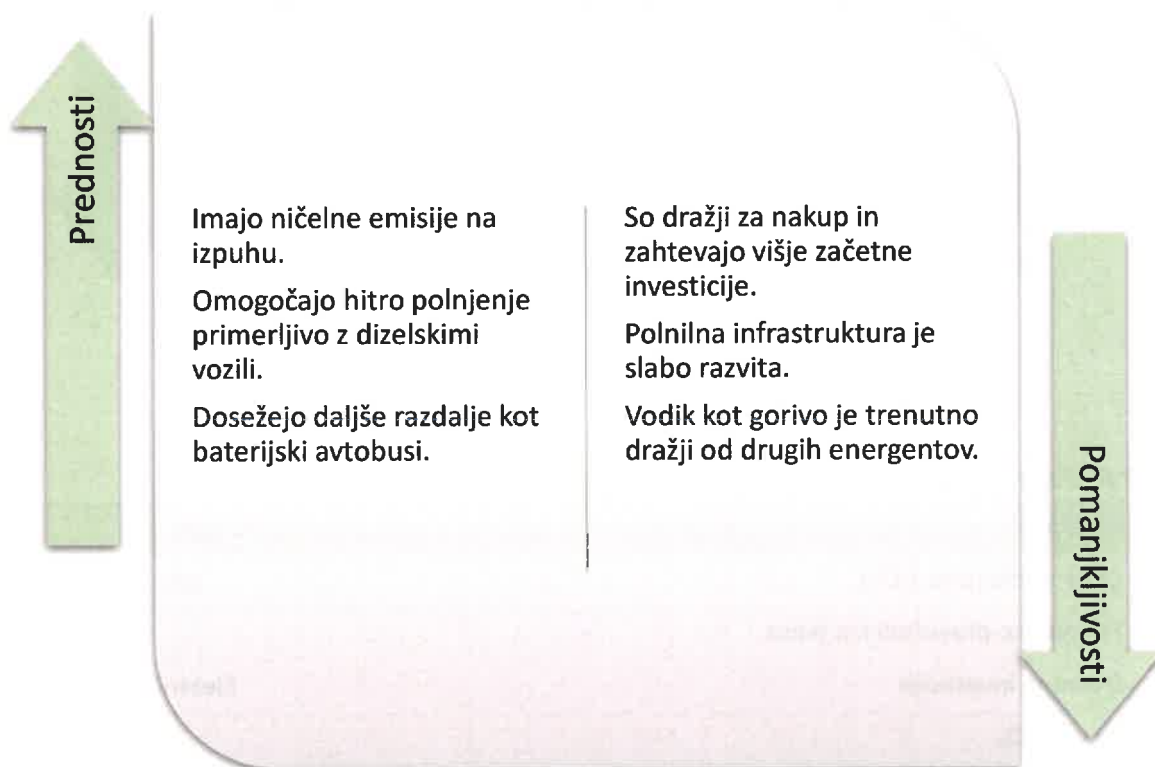 Prednosti
Imajo ničelne emisije na
izpuhu.
Omogočajo hitro polnjenje
primerljivo z dizelskimi
vozili.
Dosežejo daljše razdalje kot
baterijski avtobusi.
So dražji za nakup in
zahtevajo višje začetne
investicije.
Polnilna infrastruktura je
slabo razvita.
Vodik kot gorivo je trenutno
dražji od drugih energentov.
Pomanjkljivosti